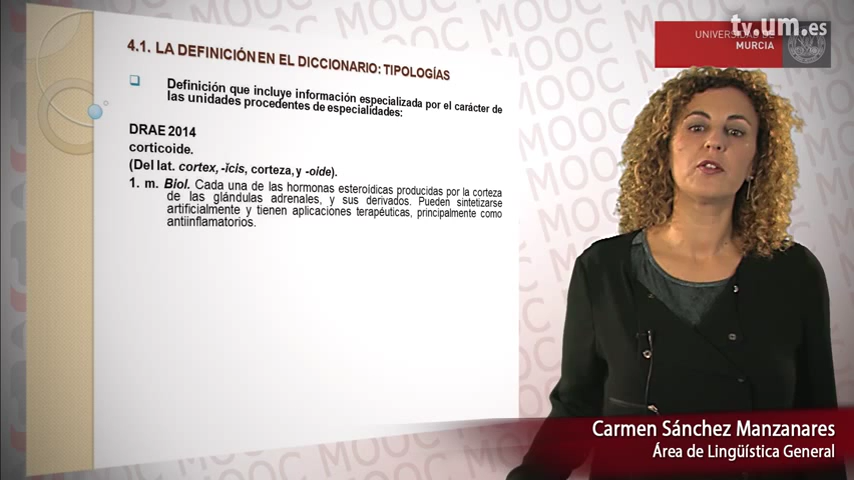 tv.um.es
UNIVERSIDAD DE
MURCIA
4.1. LA DEFINICIÓN EN EL DICCIONARIO: TIPOLOGÍAS
Definición que incluye información especializada por el carácter de
las unidades procedentes de especialidades:
DRAE 2014
corticoide.
(Del lat. cortex, -ĭcis, corteza, y -oide).
1. m. Biol. Cada una de las hormonas esteroídicas producidas por la corteza
de las glándulas adrenales, y sus derivados. Pueden sintetizarse
artificialmente y tienen aplicaciones terapéuticas, principalmente como
antiinflamatorios.
Carmen Sánchez Manzanares
Área de Lingüística General
MOOC